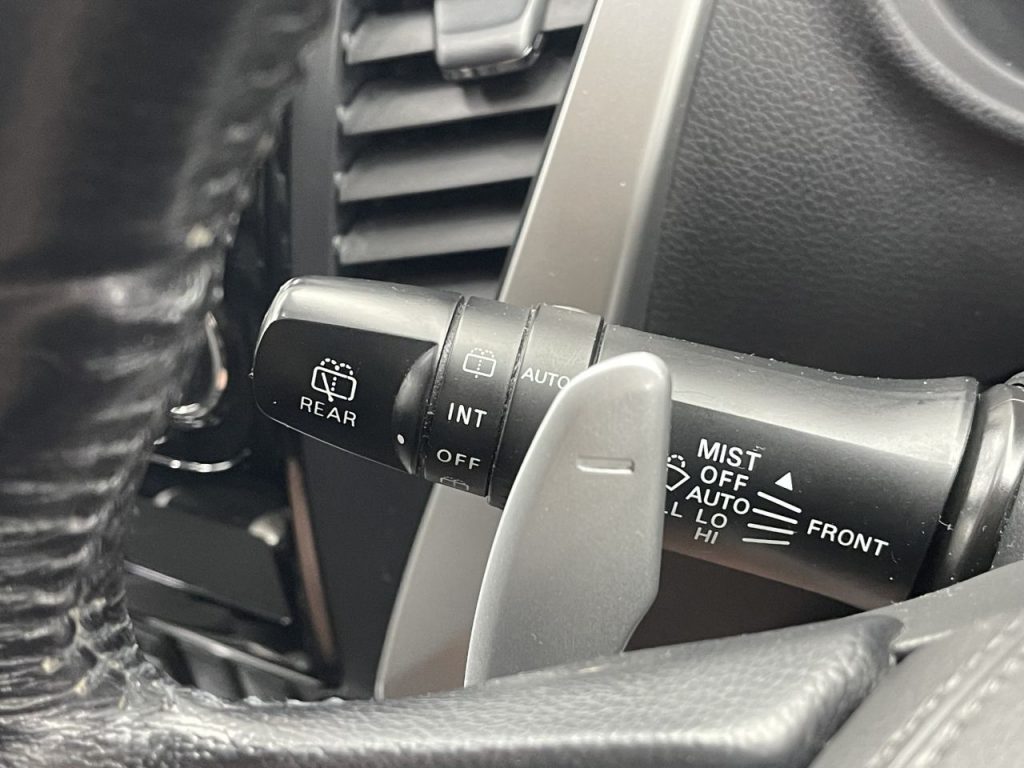 REAR
INT
OFF
AUTO
MIST
OFF
AUTO
LO
HI
FRONT